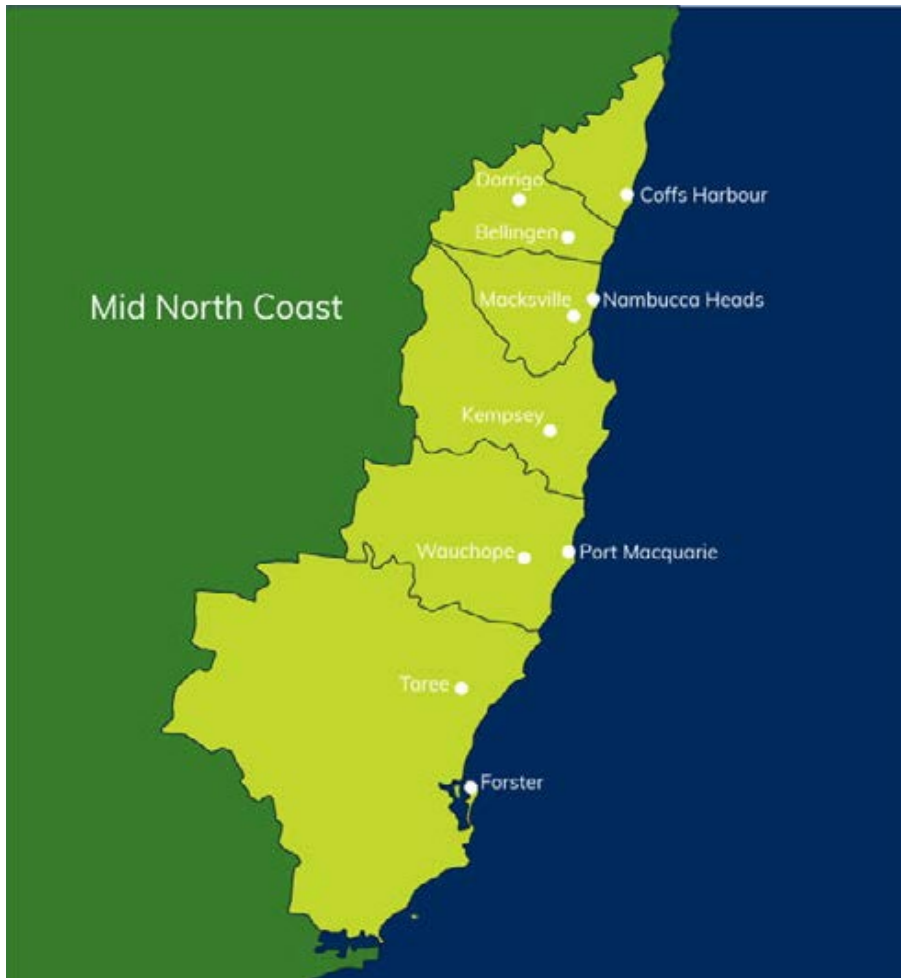 Dorrigo
Coffs Harbour
Bellingen
Mid North Coast
Macksville
Nambucca Heads
Kempsey
Wauchope
Port Macquarie
Taree
Forster